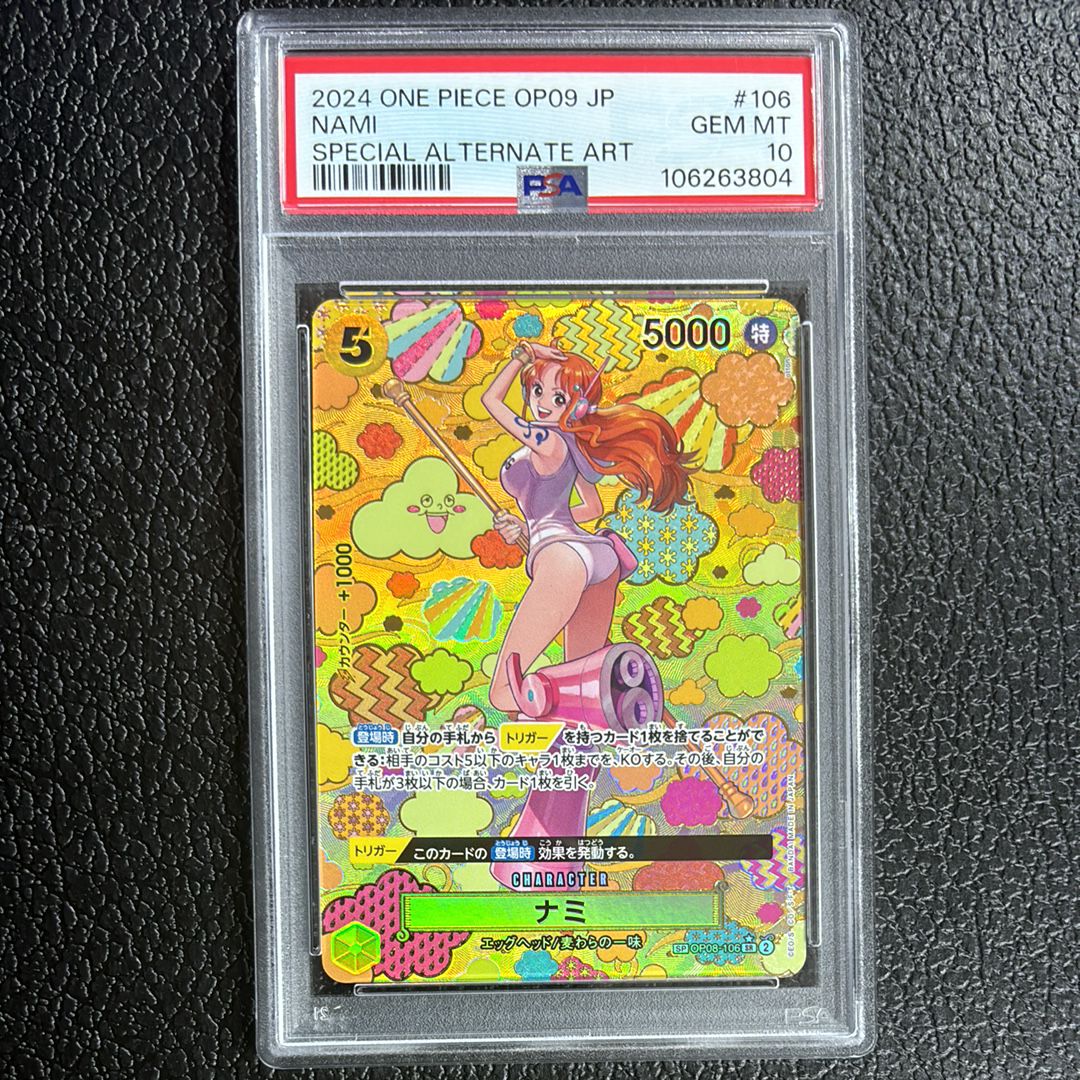 2024 ONE PIECE OP09 JP #106
NAMI GEM MT
SPECIAL ALTERNATE ART 10
PSA 106263804
5 5000 特
カウンター +1000
登場時 自分の手札から トリガー を持つカード1枚を捨てることがで
きる:相手のコスト5以下のキャラ1枚までを、KOする。その後、自分の
手札が3枚以下の場合、カード1枚を引く。
トリガー このカードの 登場時 効果を発動する。
CHARACTER
ナミ
エッグヘッド/麦わらの一味
SP OP08-106 SR 2
BANDAI MADE IN JAPAN
PSA